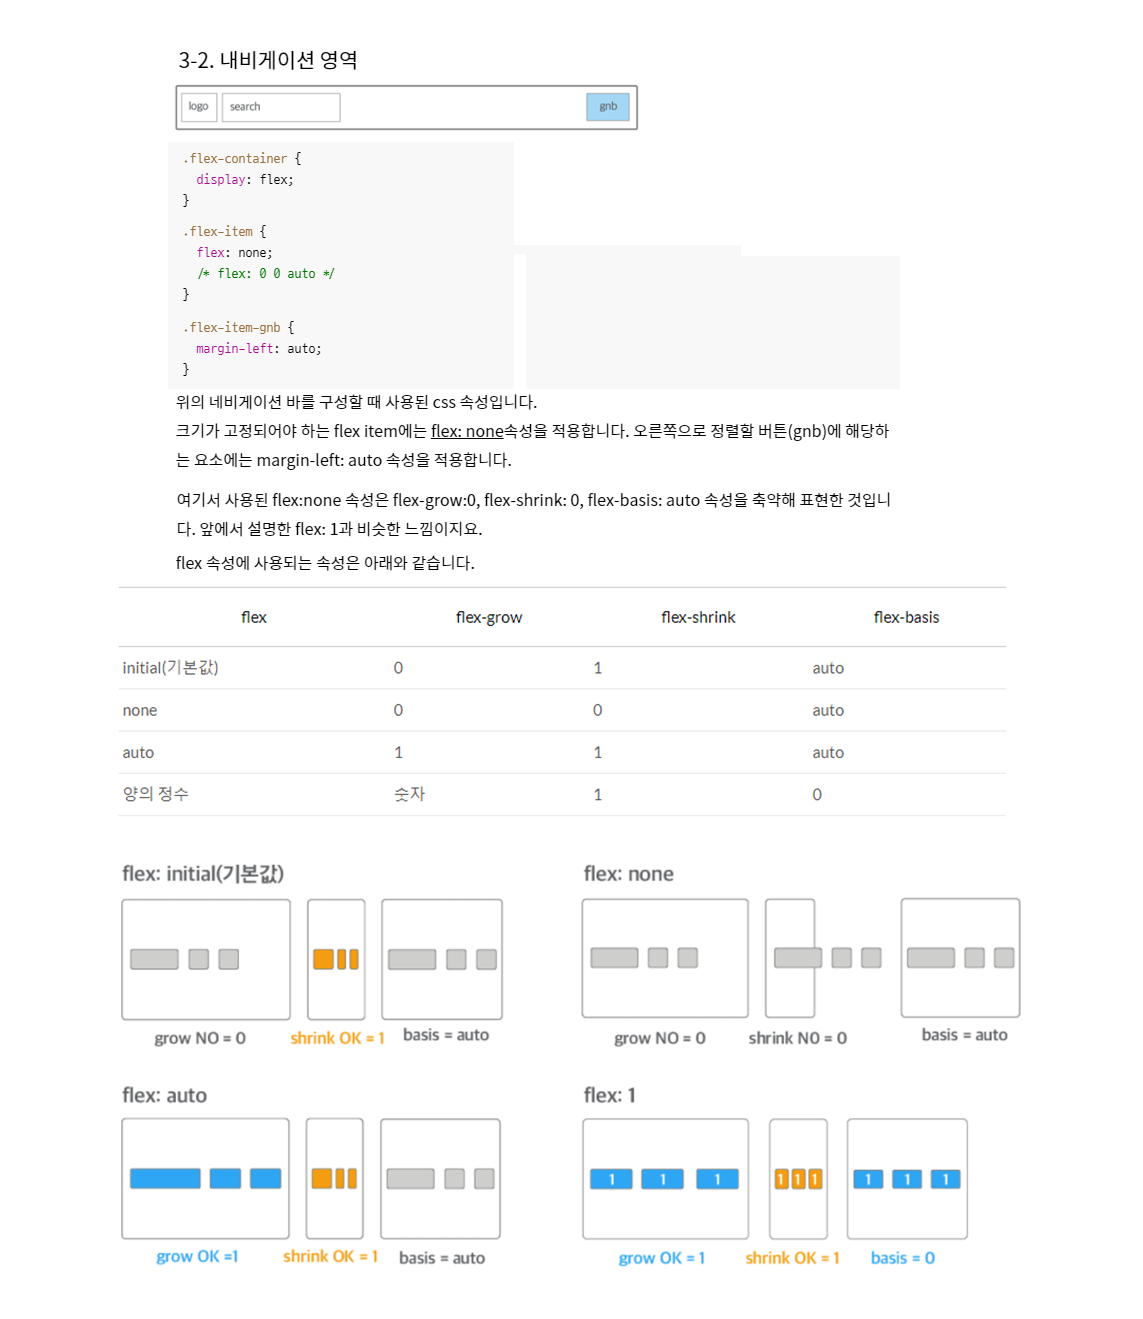 3-2. 내비게이션 영역
logo search gnb
.flex-container {
display: flex;
}
.flex-item {
flex: none;
/* flex: 0 0 auto */
}
.flex-item-gnb {
margin-left: auto;
}
위의 네비게이션 바를 구성할 때 사용된 css 속성입니다.
크기가 고정되어야 하는 flex item에는 flex: none속성을 적용합니다. 오른쪽으로 정렬할 버튼(gnb)에 해당하
는 요소에는 margin-left: auto 속성을 적용합니다.
여기서 사용된 flex:none 속성은 flex-grow:0, flex-shrink: 0, flex-basis: auto 속성을 축약해 표현한 것입니
다. 앞에서 설명한 flex: 1과 비슷한 느낌이지요.
flex 속성에 사용되는 속성은 아래와 같습니다.
flex flex-grow flex-shrink flex-basis
initial(기본값) 0 1 auto
none 0 0 auto
auto 1 1 auto
양의 정수 숫자 1 0
flex: initial(기본값)
grow NO = 0 shrink OK = 1 basis = auto
flex: none
grow NO = 0 shrink NO = 0 basis = auto
flex: auto
grow OK =1 shrink OK = 1 basis = auto
flex: 1
1 1 1 1 1 1 1 1 1
grow OK = 1 shrink OK = 1 basis = 0